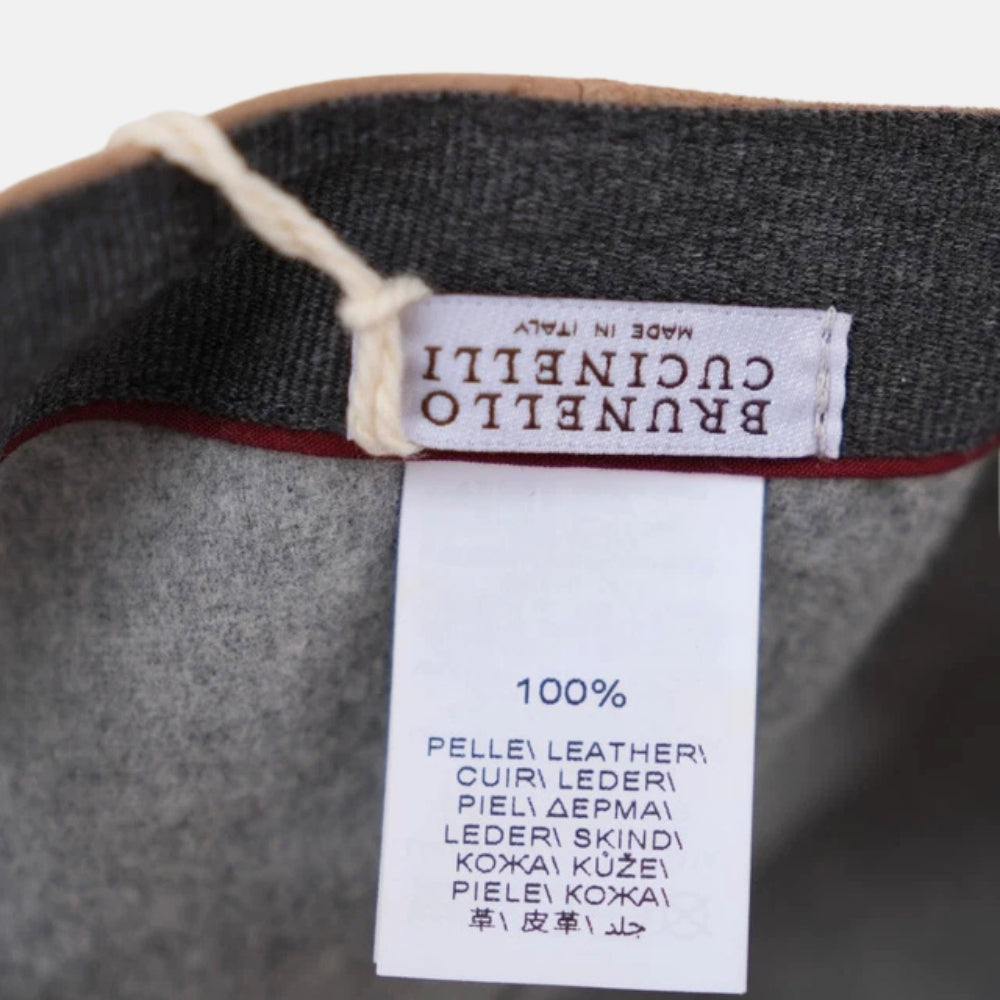 BRUNELLO
CUCINELLI
MADE IN ITALY
100%
PELLE\ LEATHER\
CUIR\ LEDER\
PIEL\ ΔΕΡΜΑ\
LEDER\ SKIND\
КОЖА\ KŮŽE\
PIELE\ КОЖА\
革\ 皮革\ جلد